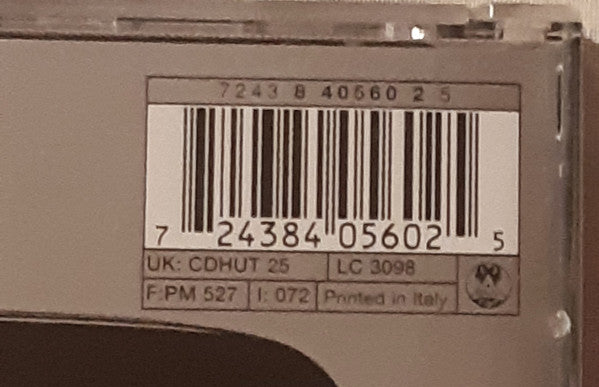 7243 8 40560 2 5
7 24384 05602 5
UK: CDHUT 25 LC 3098
F:PM 527 I: 072 Printed in Italy